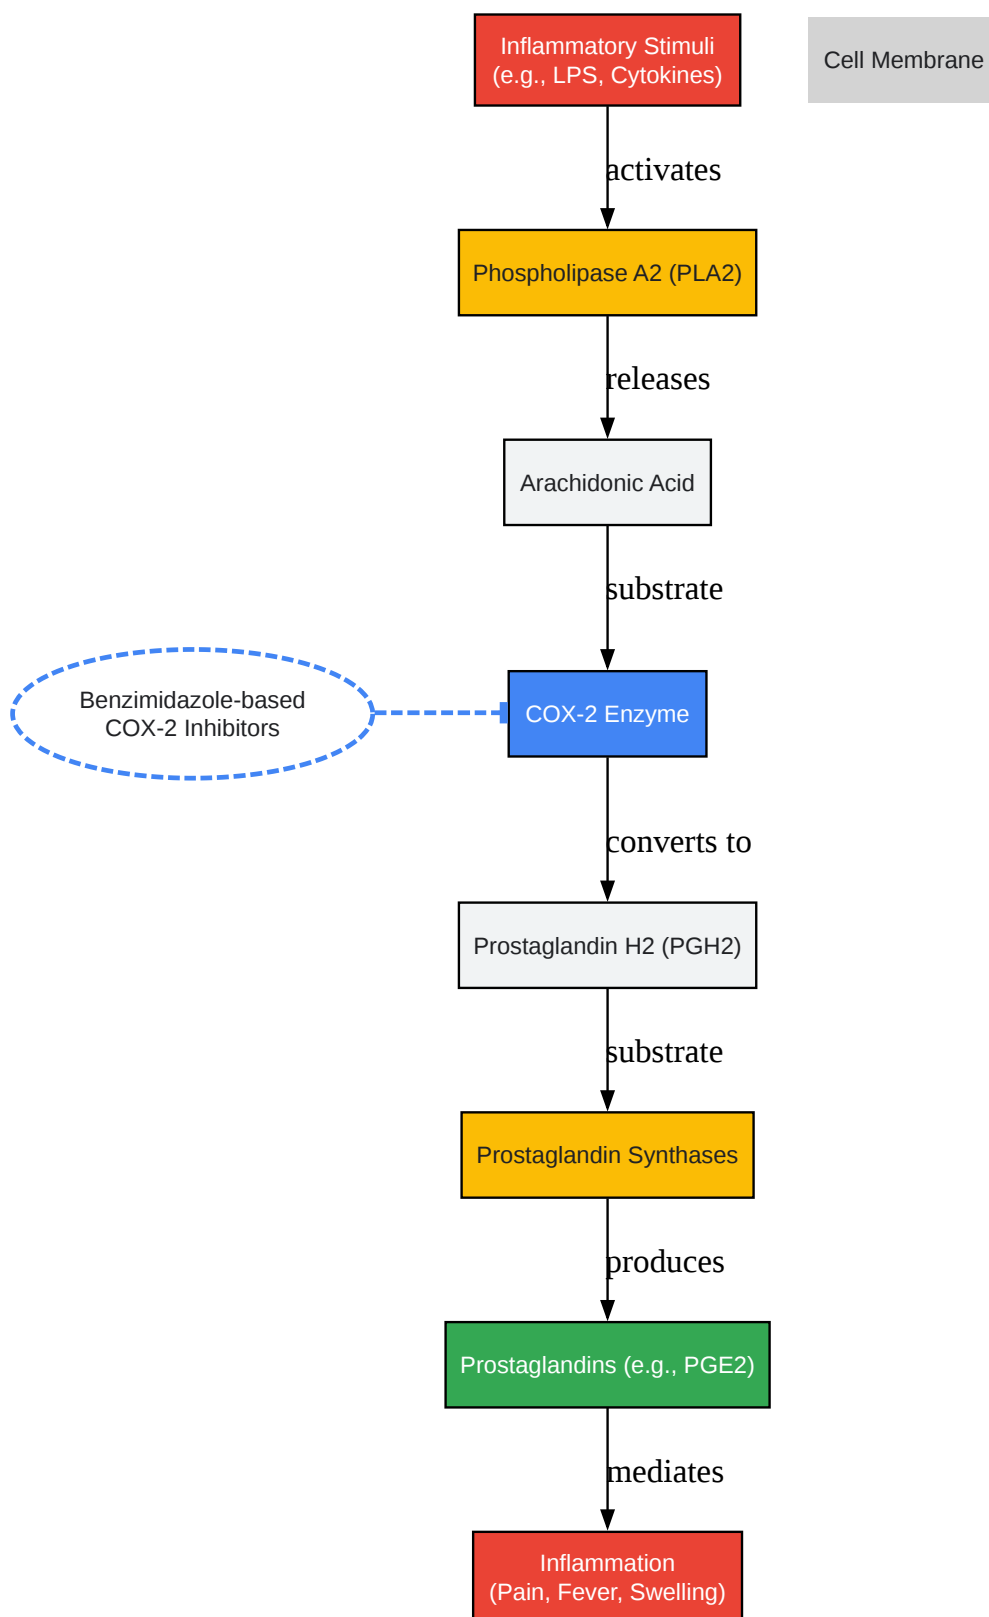 Inflammatory Stimuli
(e.g., LPS, Cytokines)
Cell Membrane
activates
Phospholipase A2 (PLA2)
releases
Arachidonic Acid
substrate
Benzimidazole-based
COX-2 Inhibitors
COX-2 Enzyme
converts to
Prostaglandin H2 (PGH2)
substrate
Prostaglandin Synthases
produces
Prostaglandins (e.g., PGE2)
mediates
Inflammation
(Pain, Fever, Swelling)